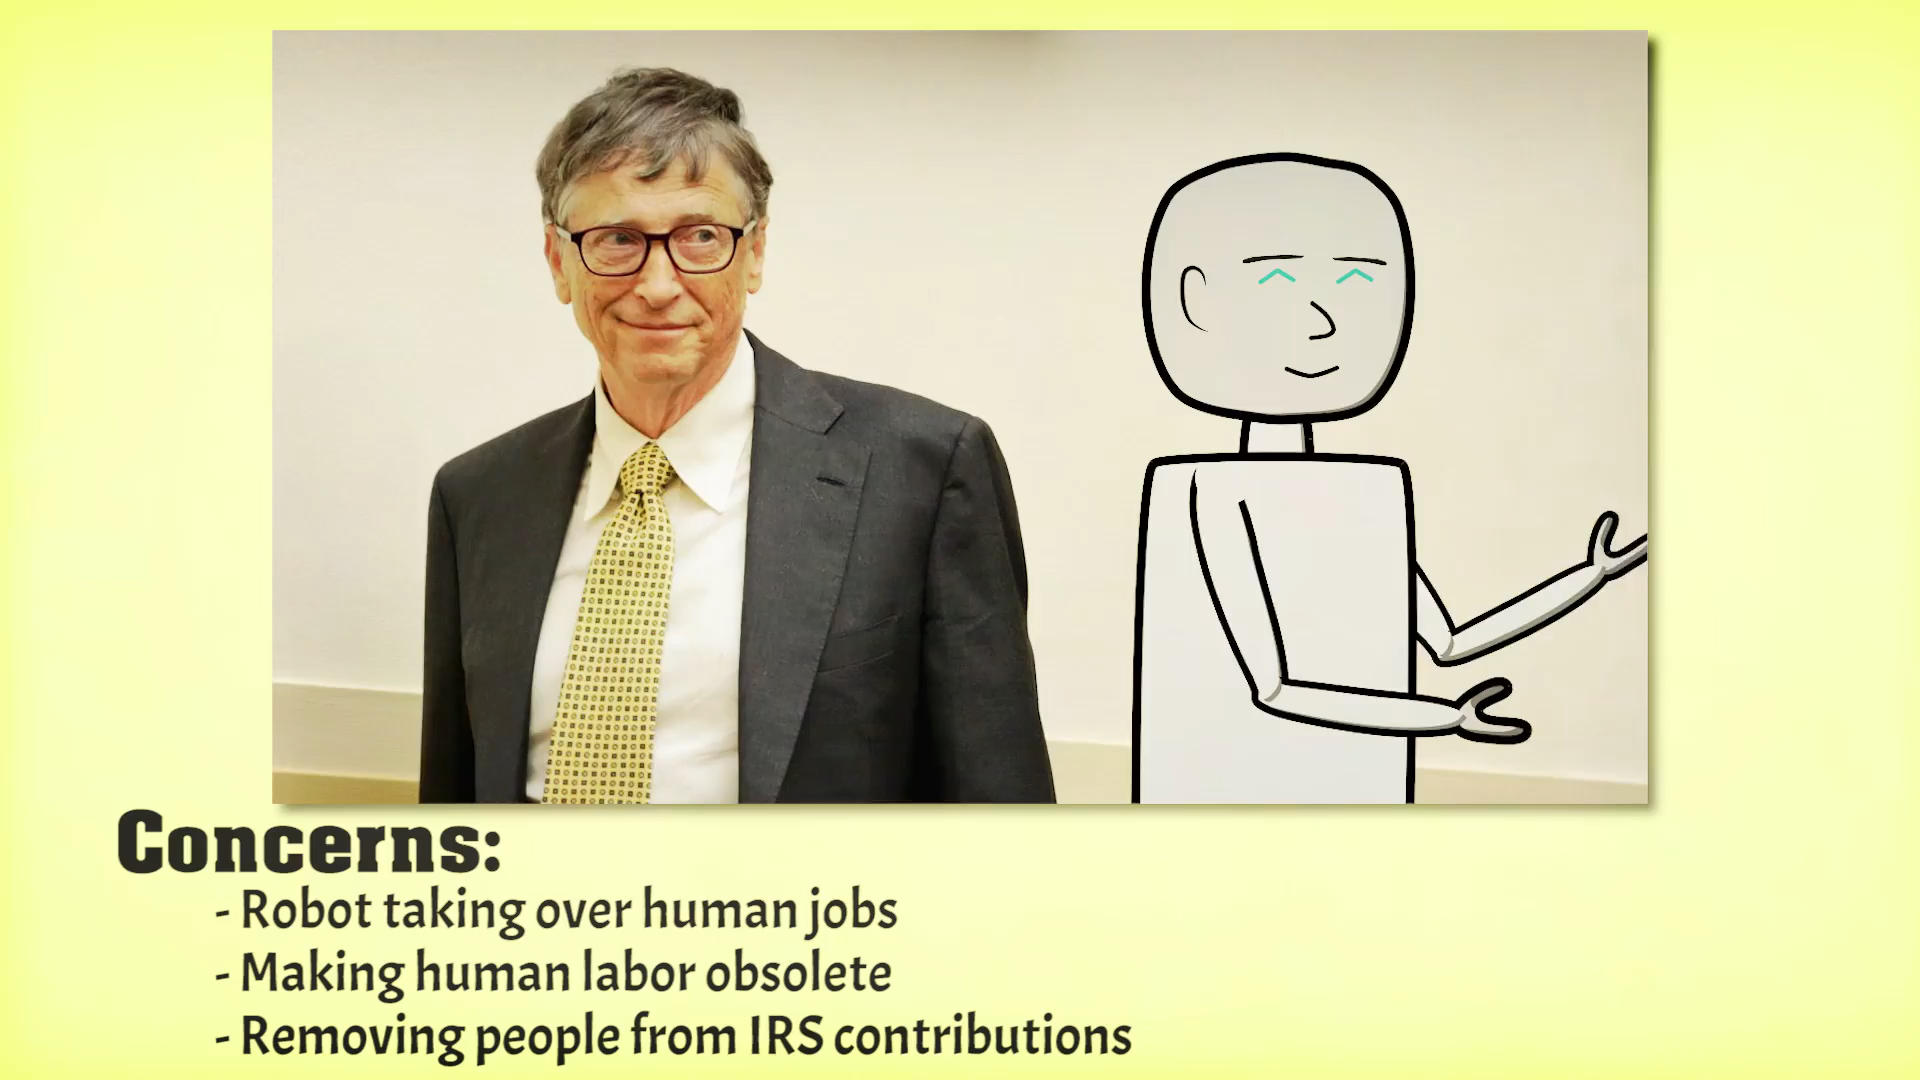 Concerns:
- Robot taking over human jobs
- Making human labor obsolete
- Removing people from IRS contributions